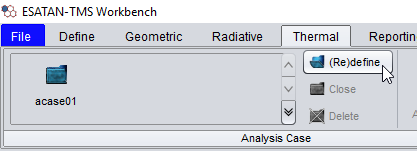 ESATAN-TMS Workbench
File Define Geometric Radiative Thermal Reportin
(Re)define
acase01
Close
Delete
Analysis Case